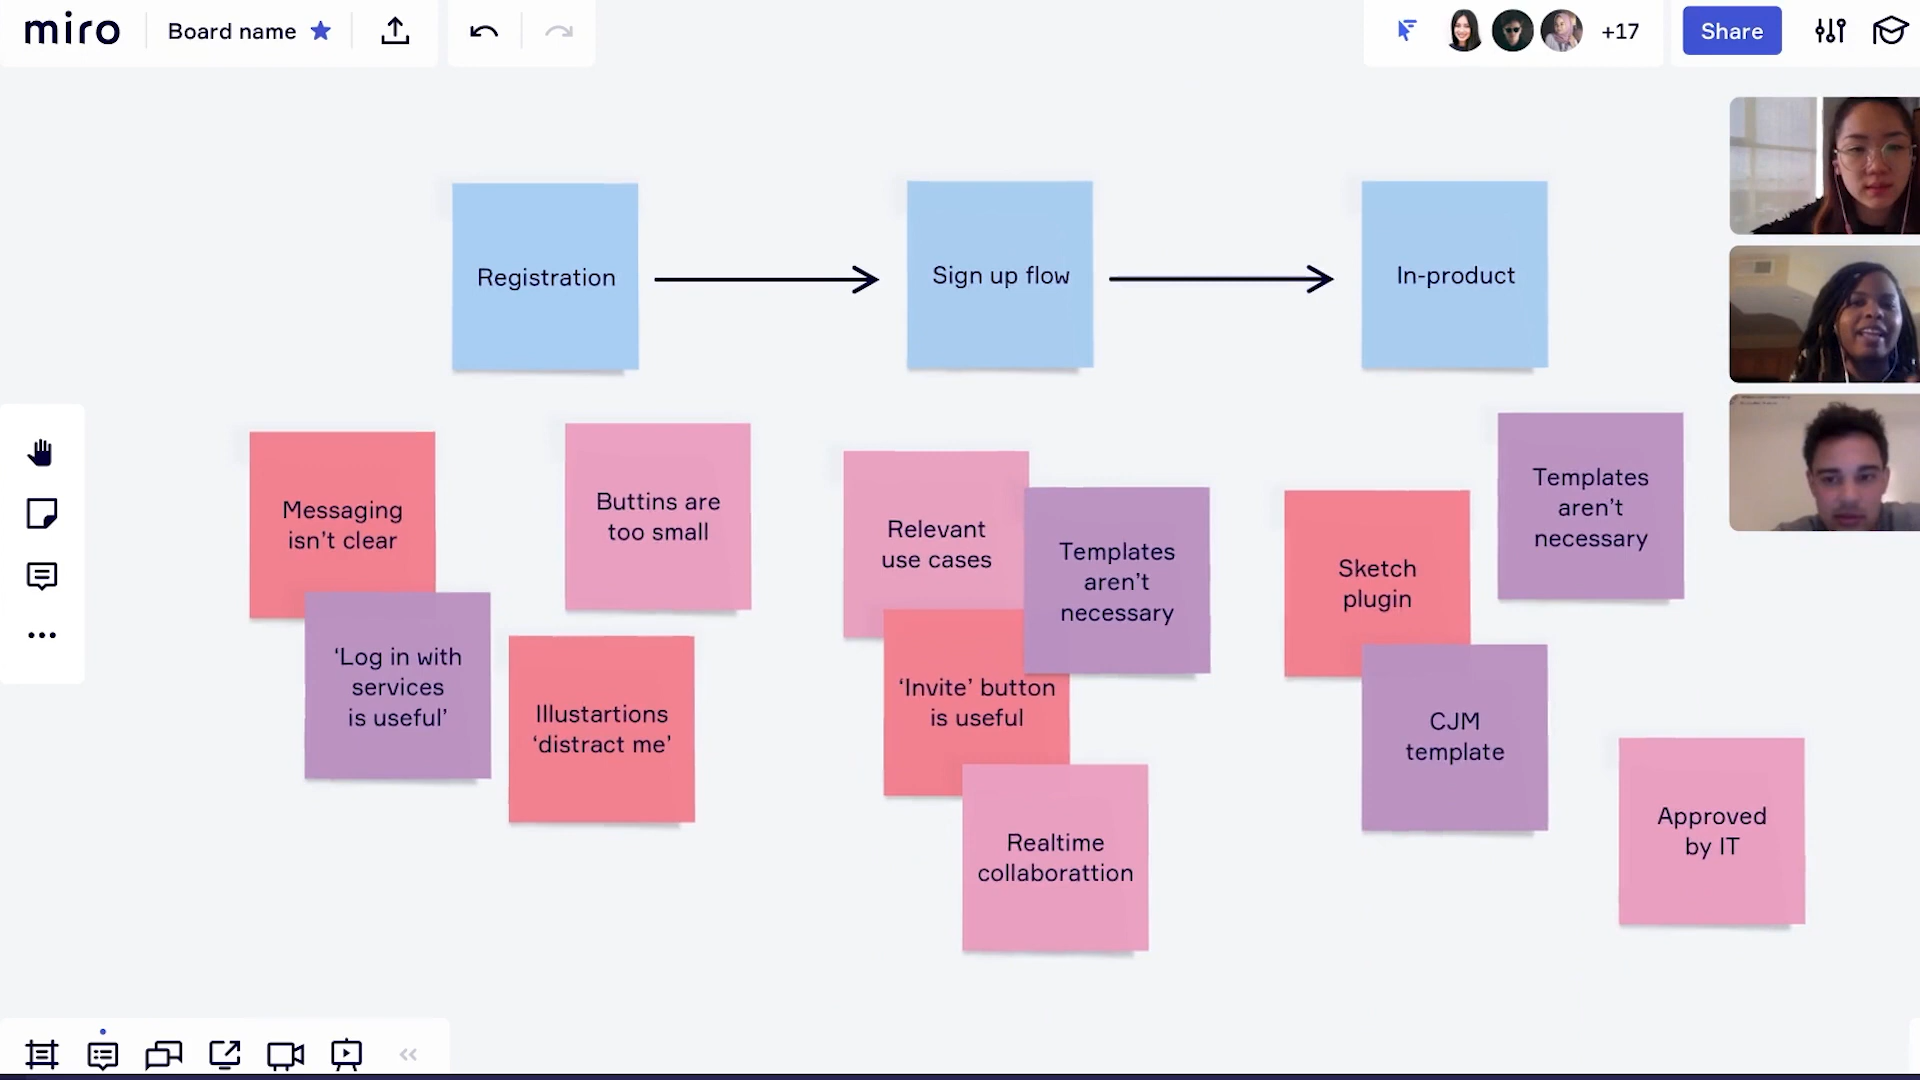 miro
Board name
+17
Share
Registration
Sign up flow
In-product
Messaging
isn’t clear
Buttins are
too small
‘Log in with
services
is useful’
Illustartions
‘distract me’
Relevant
use cases
Templates
aren’t
necessary
‘Invite’ button
is useful
Realtime
collaborattion
Sketch
plugin
Templates
aren’t
necessary
CJM
template
Approved
by IT